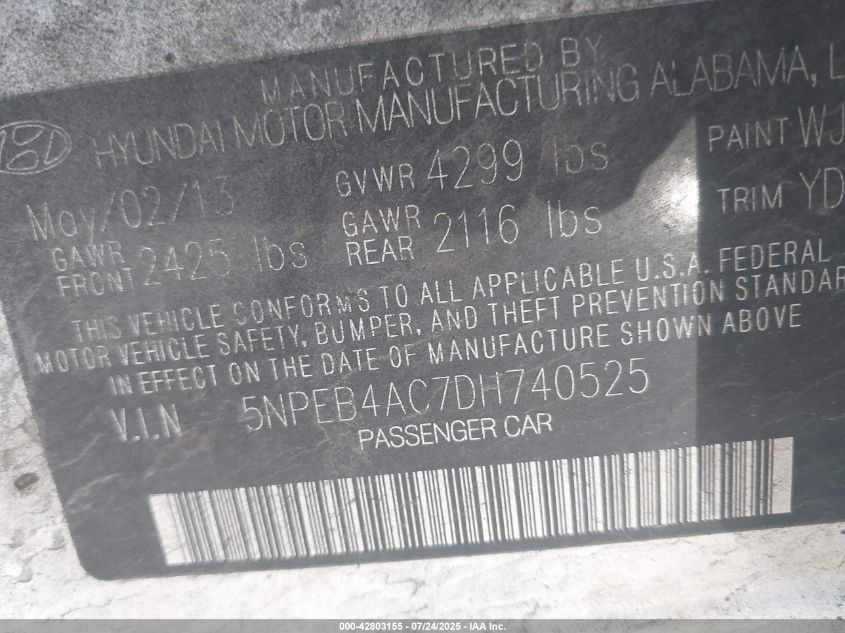 MANUFACTURED BY
HYUNDAI MOTOR MANUFACTURING ALABAMA, L
May/02/13 GVWR 4299 lbs PAINT WJ
GAWR FRONT 2425 lbs GAWR REAR 2116 lbs TRIM YD
THIS VEHICLE CONFORMS TO ALL APPLICABLE U.S.A. FEDERAL
MOTOR VEHICLE SAFETY, BUMPER, AND THEFT PREVENTION STANDAR
IN EFFECT ON THE DATE OF MANUFACTURE SHOWN ABOVE
V.I.N 5NPEB4AC7DH740525
PASSENGER CAR
000-42803155 - 07/24/2025 - IAA Inc.